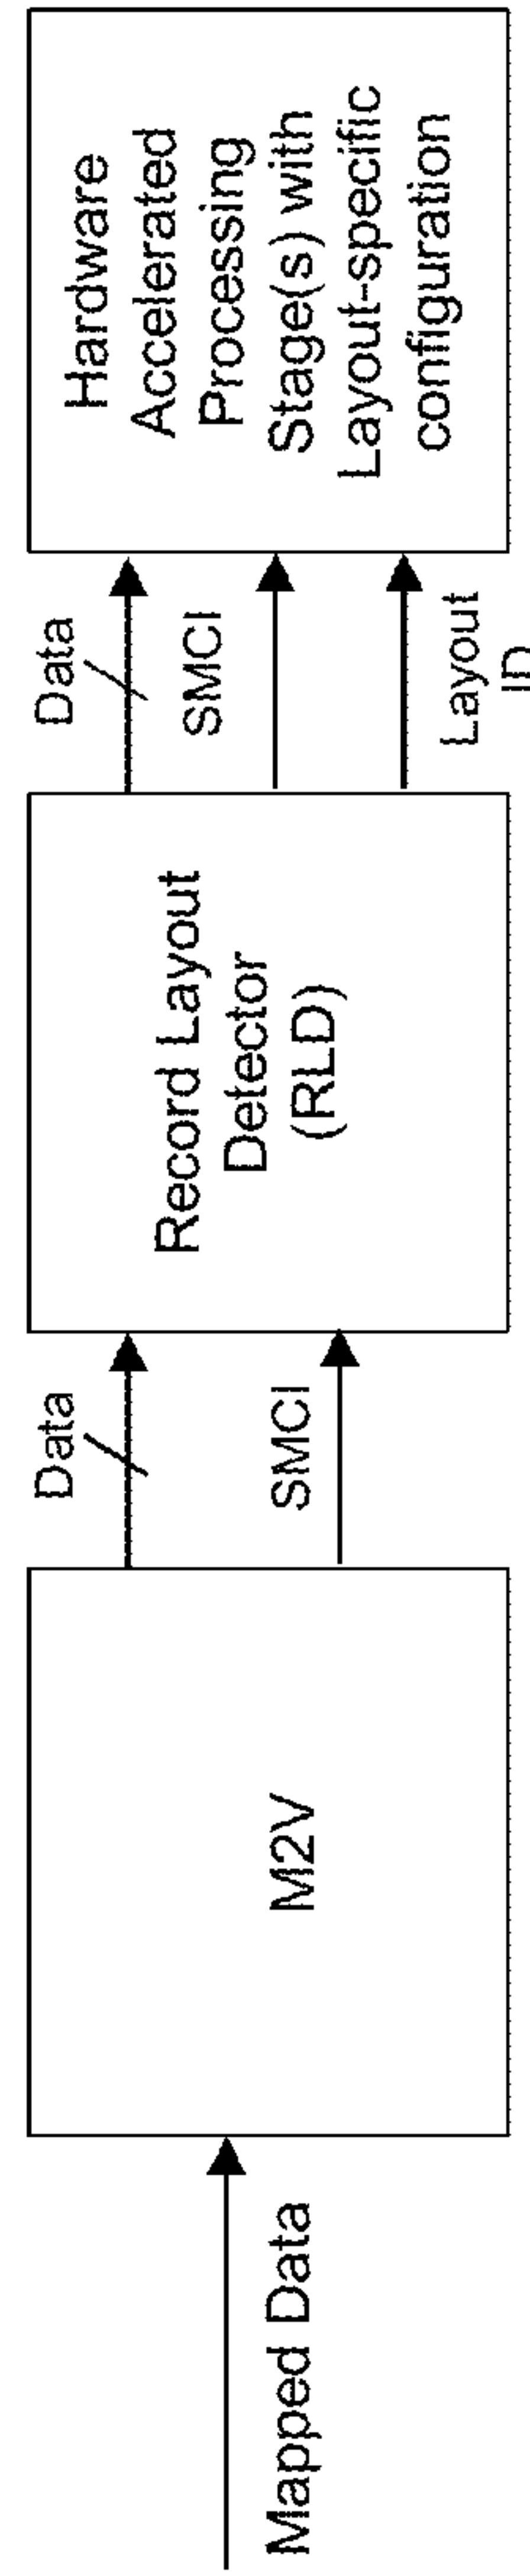 Mapped Data
M2V
Data
SMCI
Record Layout
Detector
(RLD)
Data
SMCI
Layout
ID
Hardware
Accelerated
Processing
Stage(s) with
Layout-specific
configuration